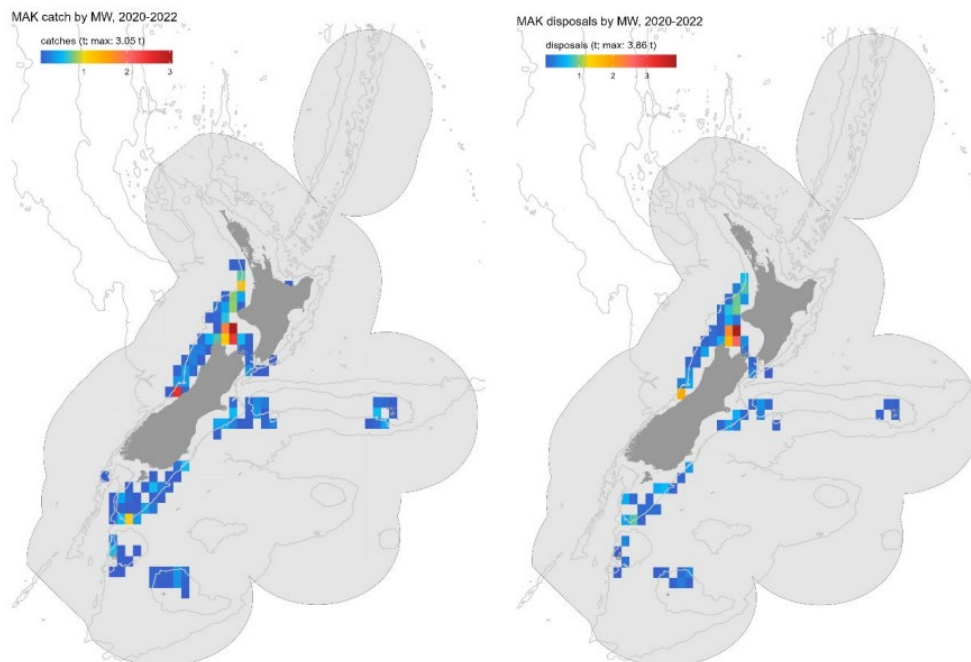 MAK catch by MW, 2020-2022
catches (t; max: 3.05 t)
1 2 3
MAK disposals by MW, 2020-2022
disposals (t; max: 3.86 t)
1 2 3